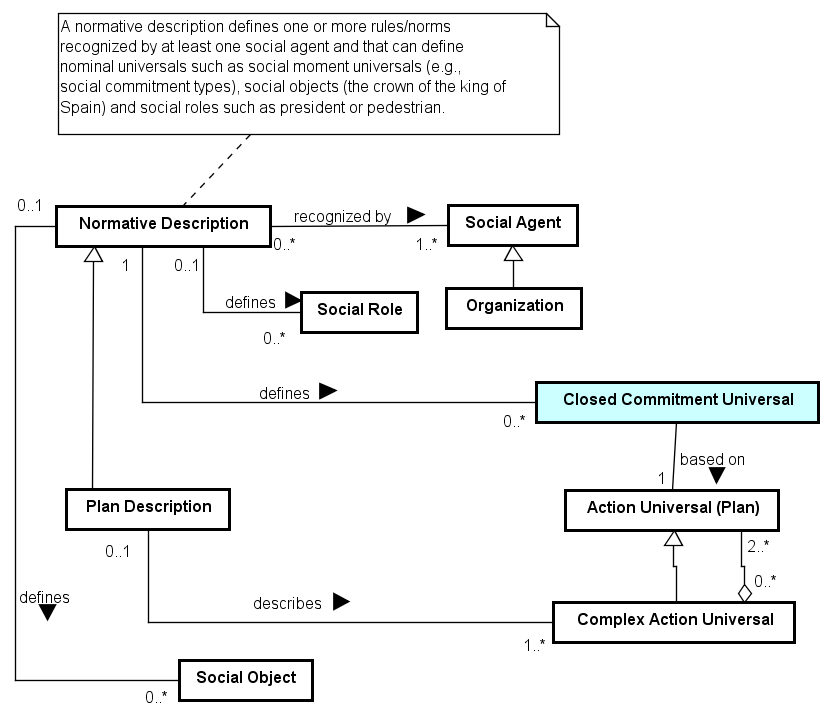 A normative description defines one or more rules/norms
recognized by at least one social agent and that can define
nominal universals such as social moment universals (e.g.,
social commitment types), social objects (the crown of the king of
Spain) and social roles such as president or pedestrian.
0..1
Normative Description
recognized by
Social Agent
0..*
1..*
1
0..1
defines
Social Role
0..*
Organization
defines
Closed Commitment Universal
0..*
based on
1
Plan Description
Action Universal (Plan)
0..1
2..*
0..*
defines
describes
Complex Action Universal
1..*
Social Object
0..*